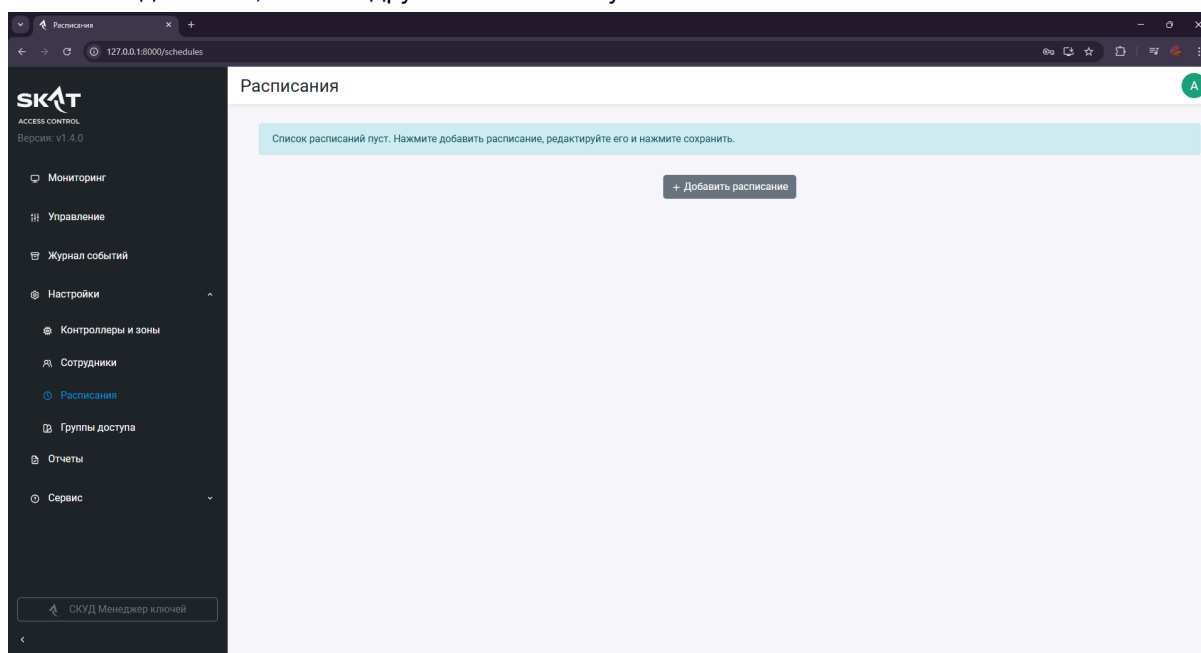 Расписания
127.0.0.1:8000/schedules
SKAT
ACCESS CONTROL
Версия: v1.4.0
Расписания
A
Список расписаний пуст. Нажмите добавить расписание, редактируйте его и нажмите сохранить.
+ Добавить расписание
Мониторинг
Управление
Журнал событий
Настройки
Контроллеры и зоны
Сотрудники
Расписания
Группы доступа
Отчеты
Сервис
СКУД Менеджер ключей